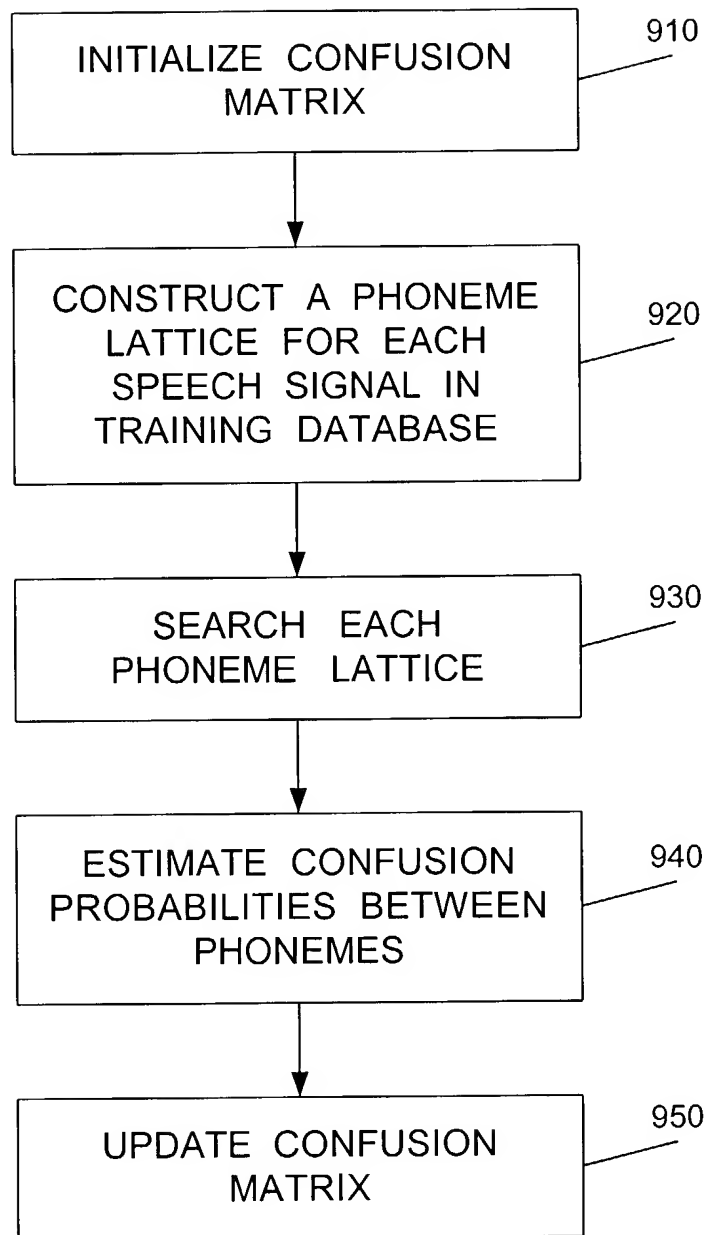 INITIALIZE CONFUSION
MATRIX
910
CONSTRUCT A PHONEME
LATTICE FOR EACH
SPEECH SIGNAL IN
TRAINING DATABASE
920
SEARCH EACH
PHONEME LATTICE
930
ESTIMATE CONFUSION
PROBABILITIES BETWEEN
PHONEMES
940
UPDATE CONFUSION
MATRIX
950